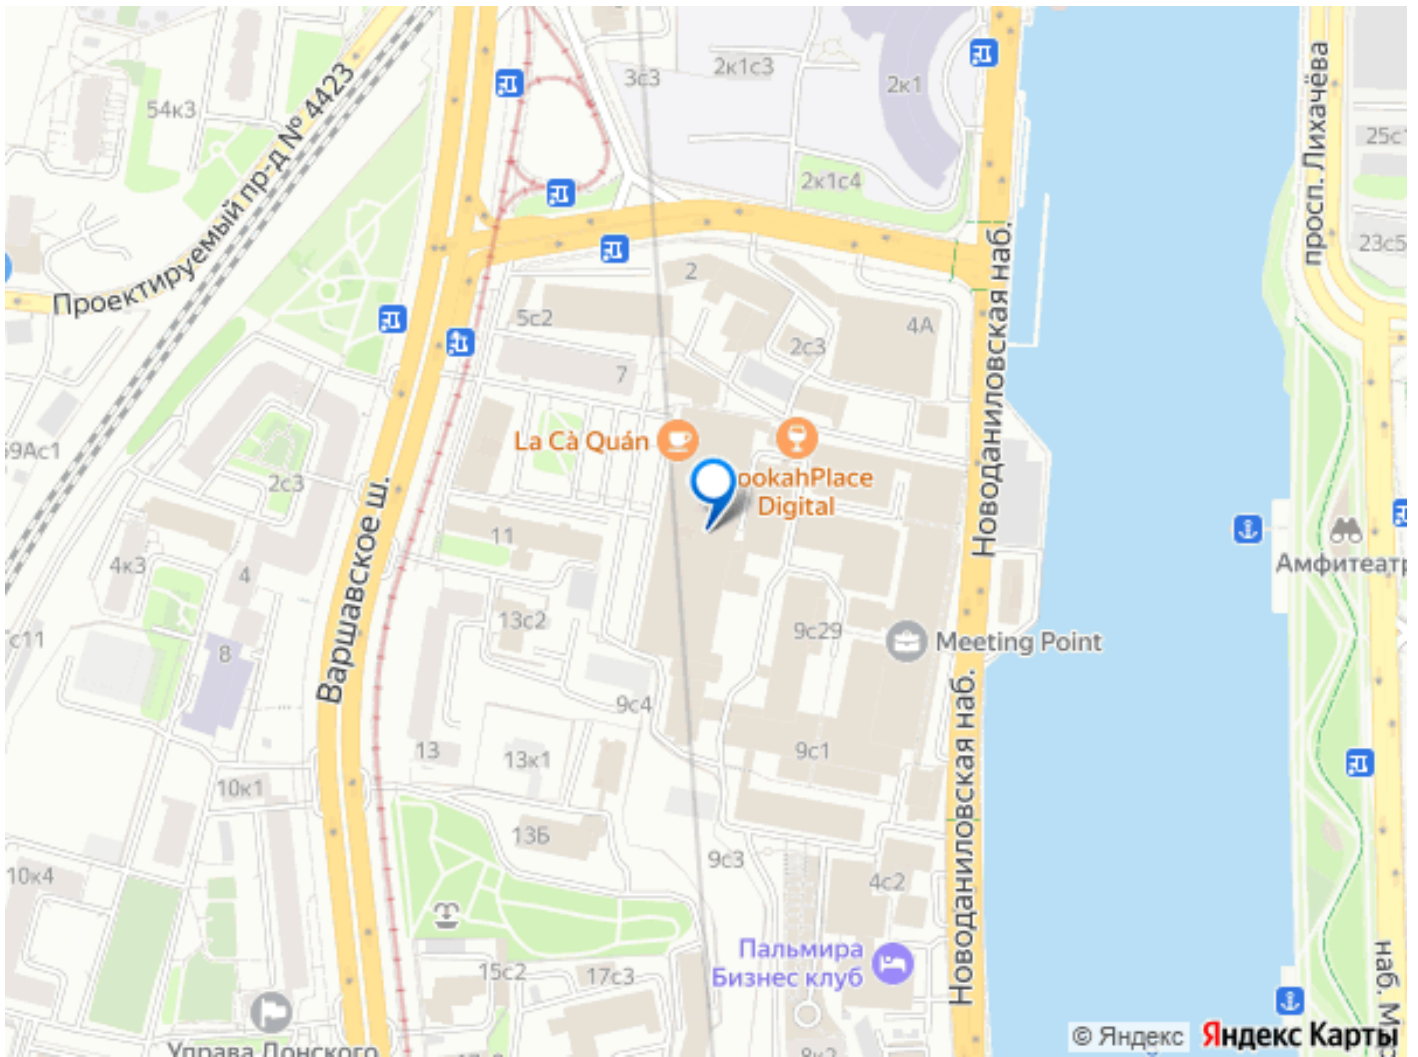 54к3
Проектируемый пр-д № 4423
3с3
2к1с3
2к1
2к1с4
просп. Лихачёва
23с5
2
5с2
2с3
4А
7
Новоданиловская наб.
La Cà Quán
ookahPlace
Digital
9Ас1
2с3
Варшавское ш.
11
4к3
4
Амфитеатр
13с2
9с29
Meeting Point
с11
8
9с4
Новоданиловская наб.
13
13к1
9с1
10к1
13Б
9с3
10к4
4с2
Пальмира
Бизнес клуб
15с2
17с3
наб.
Управа Донского
8к2
© Яндекс
Яндекс Карты